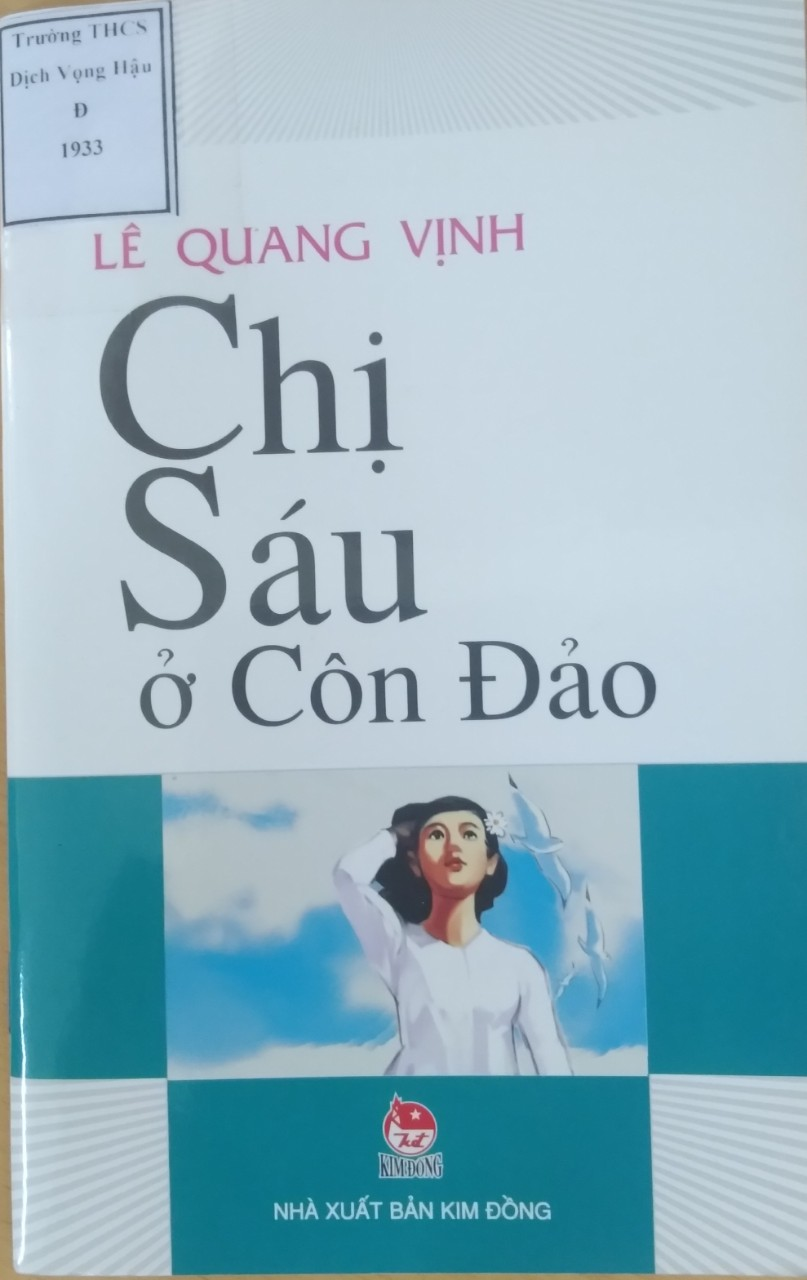 Trường THCS
Dịch Vọng Hậu
Đ
1933
LÊ QUANG VỊNH
Chị
Sáu
ở Côn Đảo
Két
KIM ĐỒNG
NHÀ XUẤT BẢN KIM ĐỒNG